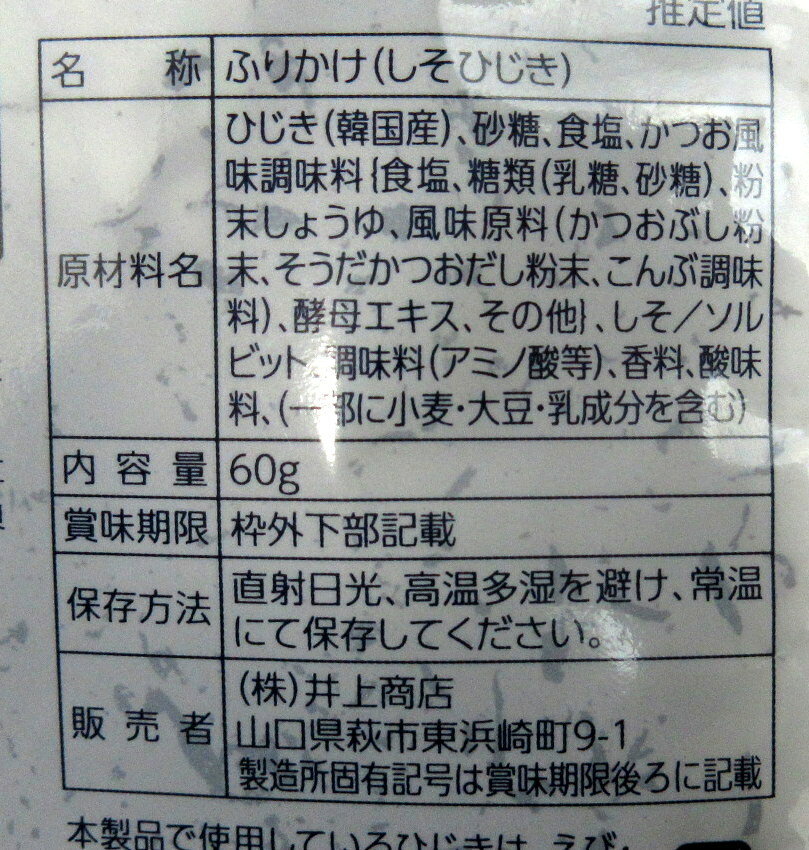 推定値
名称 ふりかけ(しそひじき)
ひじき(韓国産)、砂糖、食塩、かつお風
味調味料{食塩、糖類(乳糖、砂糖)、粉
末しょうゆ、風味原料(かつおぶし粉
原材料名 末、そうだかつおだし粉末、こんぶ調味
料)、酵母エキス、その他}、しそ/ソル
ビット、調味料(アミノ酸等)、香料、酸味
料、(一部に小麦・大豆・乳成分を含む)
内容量 60g
賞味期限 枠外下部記載
保存方法 直射日光、高温多湿を避け、常温
にて保存してください。
(株)井上商店
販売者 山口県萩市東浜崎町9-1
製造所固有記号は賞味期限後ろに記載
本製品で使用しているひじきは、えび・